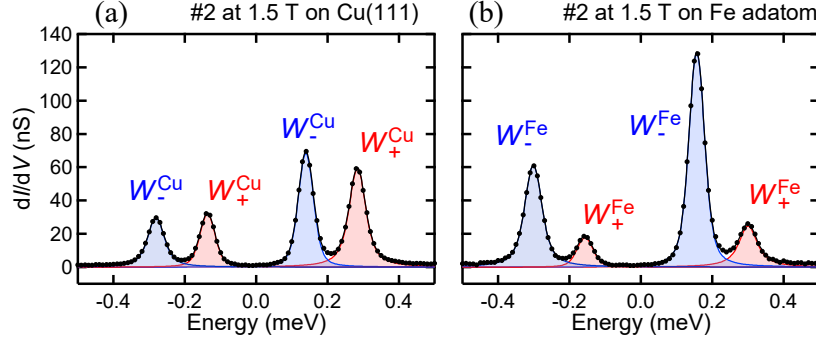 (a) #2 at 1.5 T on Cu(111)
(b) #2 at 1.5 T on Fe adatom
140
120
100
80
60
40
20
0
dI/dV (nS)
W-Cu
W+Cu
W-Cu
W+Cu
-0.4 -0.2 0.0 0.2 0.4
Energy (meV)
W-Fe
W+Fe
W-Fe
W+Fe
-0.4 -0.2 0.0 0.2 0.4
Energy (meV)